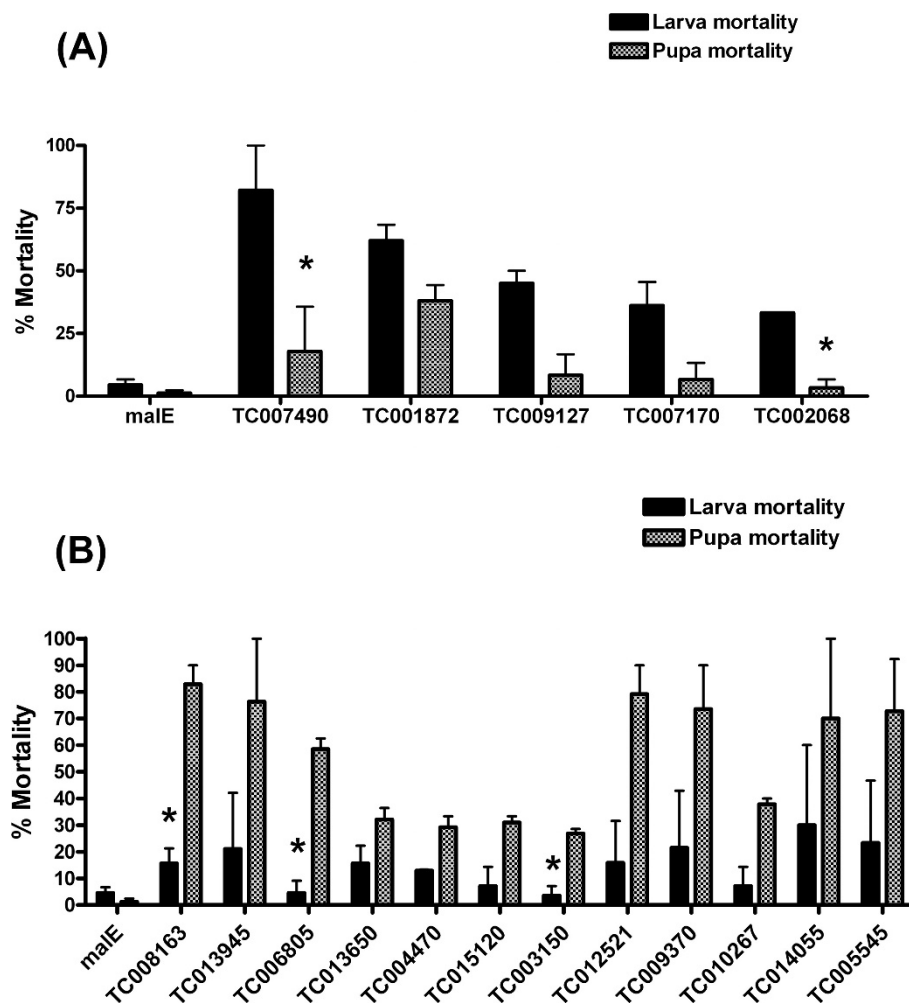 Larva mortality
Pupa mortality
(A)
% Mortality
100
75
50
25
0
*
*
malE TC007490 TC001872 TC009127 TC007170 TC002068
Larva mortality
Pupa mortality
(B)
% Mortality
100
90
80
70
60
50
40
30
20
10
0
*
*
*
malE
TC008163
TC013945
TC006805
TC013650
TC004470
TC015120
TC003150
TC012521
TC009370
TC010267
TC014055
TC005545